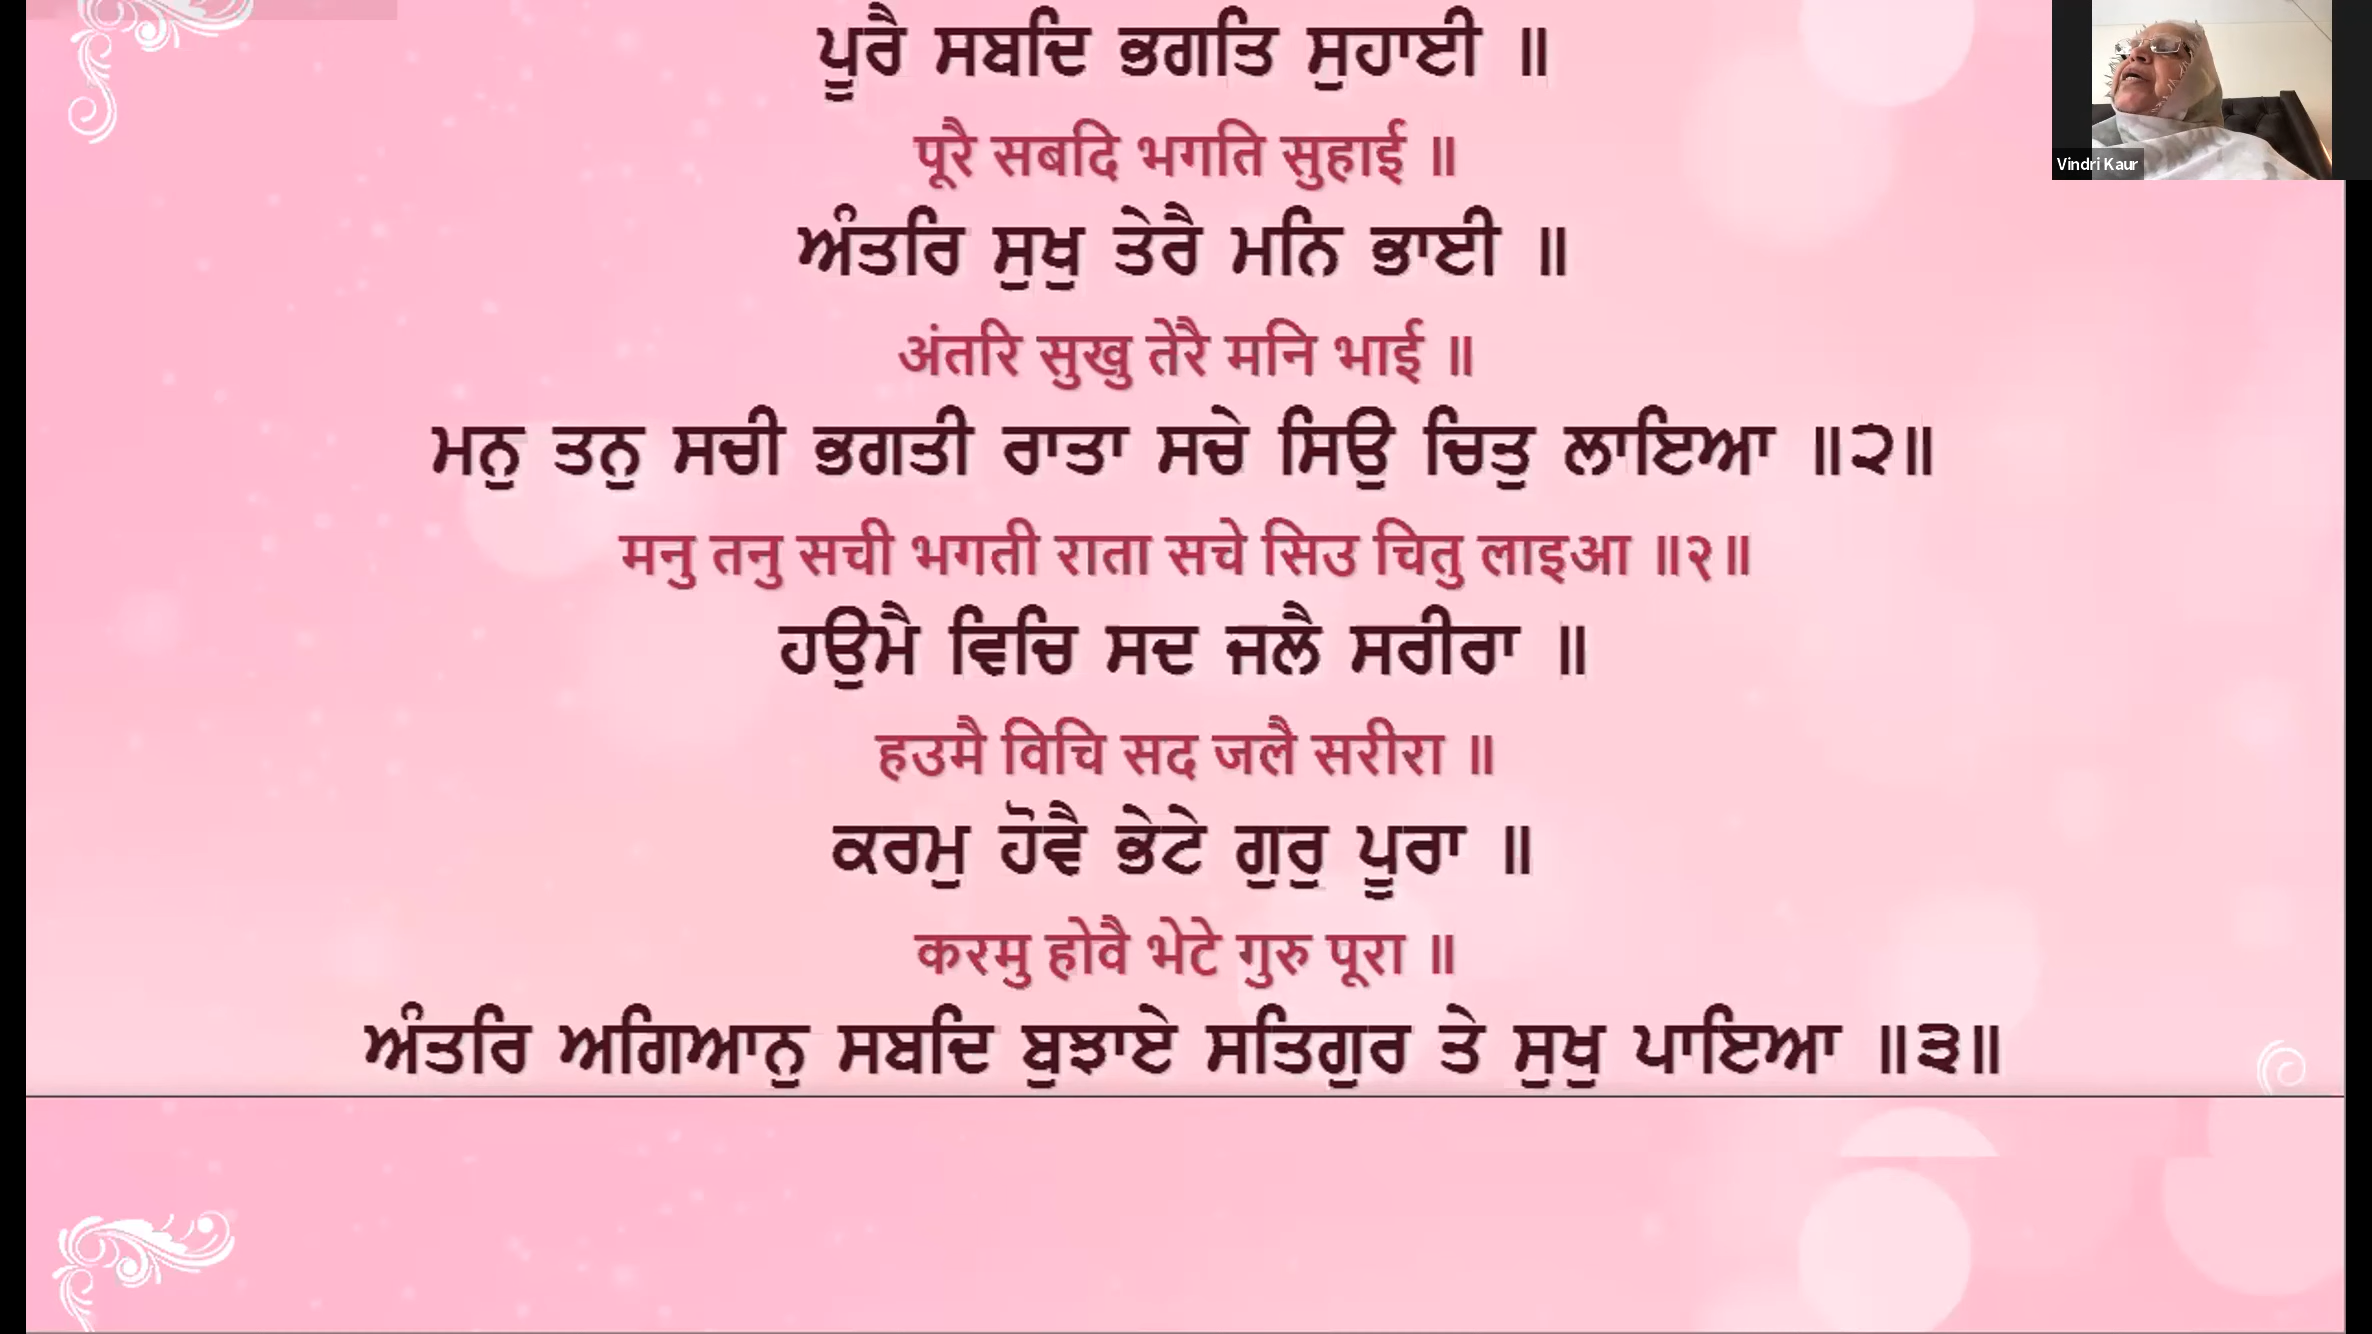 ਪੂਰੈ ਸਬਦਿ ਭਗਤਿ ਸੁਹਾਈ ॥
पूरै सबदि भगति सुहाई ॥
ਅੰਤਰਿ ਸੁਖੁ ਤੇਰੈ ਮਨਿ ਭਾਈ ॥
अंतरि सुखु तेरै मनि भाई ॥
ਮਨੁ ਤਨੁ ਸਚੀ ਭਗਤੀ ਰਾਤਾ ਸਚੇ ਸਿਉ ਚਿਤੁ ਲਾਇਆ ॥੨॥
मनु तनु सची भगती राता सचे सिउ चितु लाइआ ॥२॥
ਹਉਮੈ ਵਿਚਿ ਸਦ ਜਲੈ ਸਰੀਰਾ ॥
हउमै विचि सद जलै सरीरा ॥
ਕਰਮੁ ਹੋਵੈ ਭੇਟੇ ਗੁਰੁ ਪੂਰਾ ॥
करमु होवै भेटे गुरु पूरा ॥
ਅੰਤਰਿ ਅਗਿਆਨੁ ਸਬਦਿ ਬੁਝਾਏ ਸਤਿਗੁਰ ਤੇ ਸੁਖੁ ਪਾਇਆ ॥੩॥
Vindri Kaur